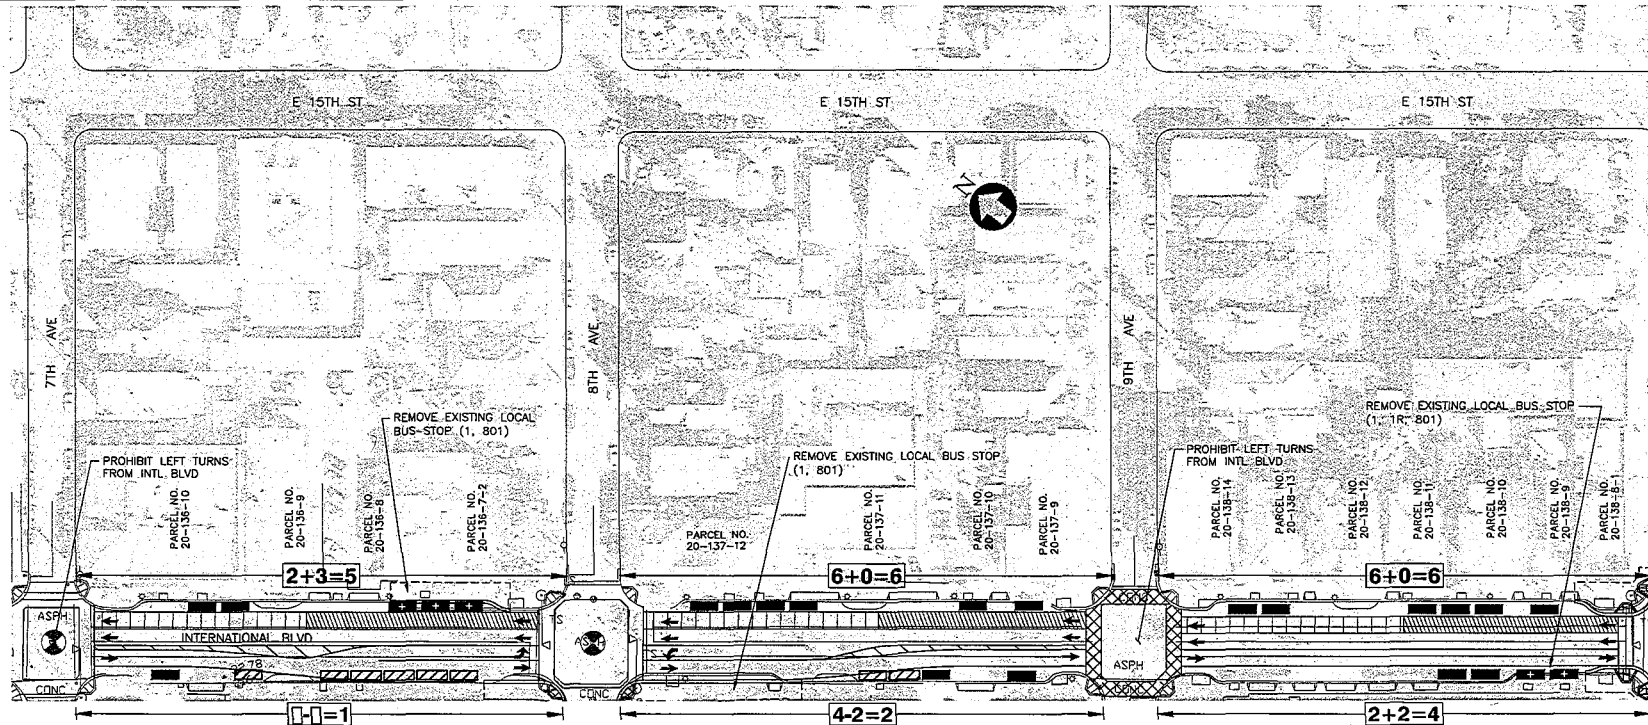 E 15TH ST
E 15TH ST
E 15TH ST
N
7TH AVE
8TH AVE
9TH AVE
REMOVE EXISTING LOCAL
BUS-STOP (1, 801)
PROHIBIT LEFT TURNS
FROM INTL BLVD
REMOVE EXISTING LOCAL BUS STOP
(1, 801)
PROHIBIT LEFT TURNS
FROM INTL BLVD
REMOVE EXISTING LOCAL BUS STOP
(1, 1R, 801)
PARCEL NO.
20-136-10
PARCEL NO.
20-136-9
PARCEL NO.
20-136-8
PARCEL NO.
20-136-7-2
PARCEL NO.
20-137-12
PARCEL NO.
20-137-11
PARCEL NO.
20-137-10
PARCEL NO.
20-137-9
PARCEL NO.
20-138-14
PARCEL NO.
20-138-13
PARCEL NO.
20-138-12
PARCEL NO.
20-138-11
PARCEL NO.
20-138-10
PARCEL NO.
20-138-9
PARCEL NO.
20-138-8-1
2+3=5
6+0=6
6+0=6
ASPH
INTERNATIONAL BLVD
TS
ASPH
CONC
CONC
=1
4-2=2
2+2=4